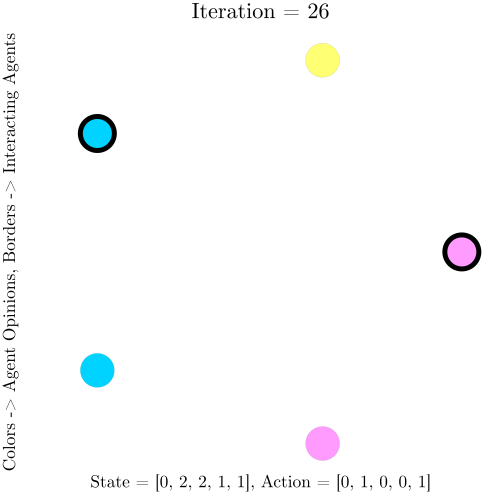 Iteration = 26
Colors -> Agent Opinions, Borders -> Interacting Agents
State = [0, 2, 2, 1, 1], Action = [0, 1, 0, 0, 1]